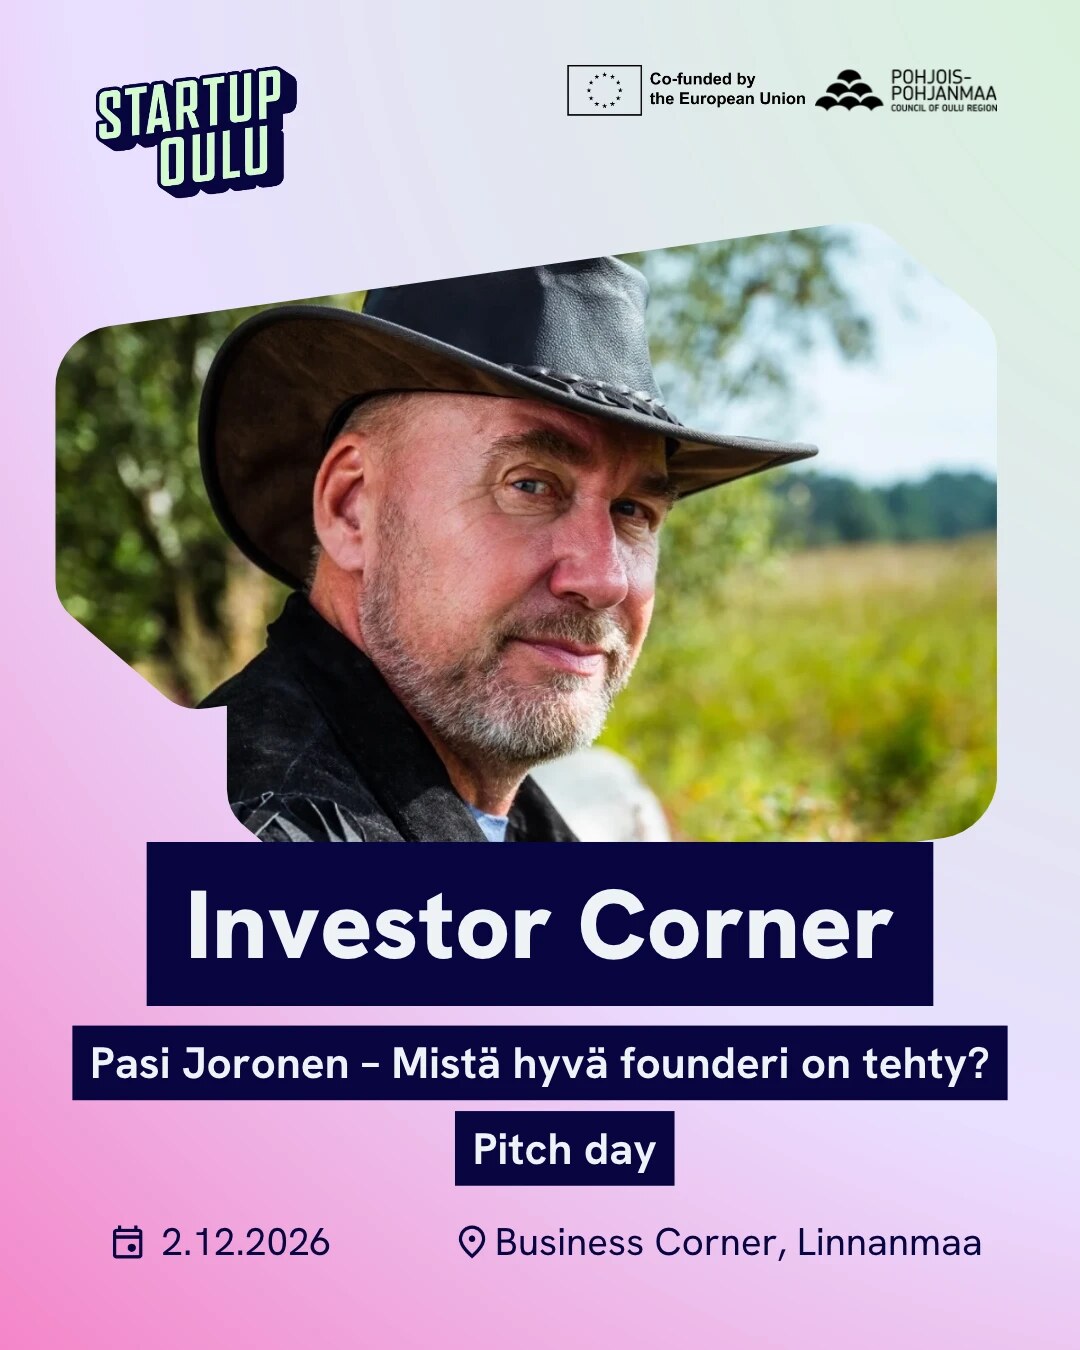 STARTUP
OULU
Co-funded by
the European Union
POHJOIS-
POHJANMAA
COUNCIL OF OULU REGION
Investor Corner
Pasi Joronen – Mistä hyvä founderi on tehty?
Pitch day
2.12.2026
Business Corner, Linnanmaa